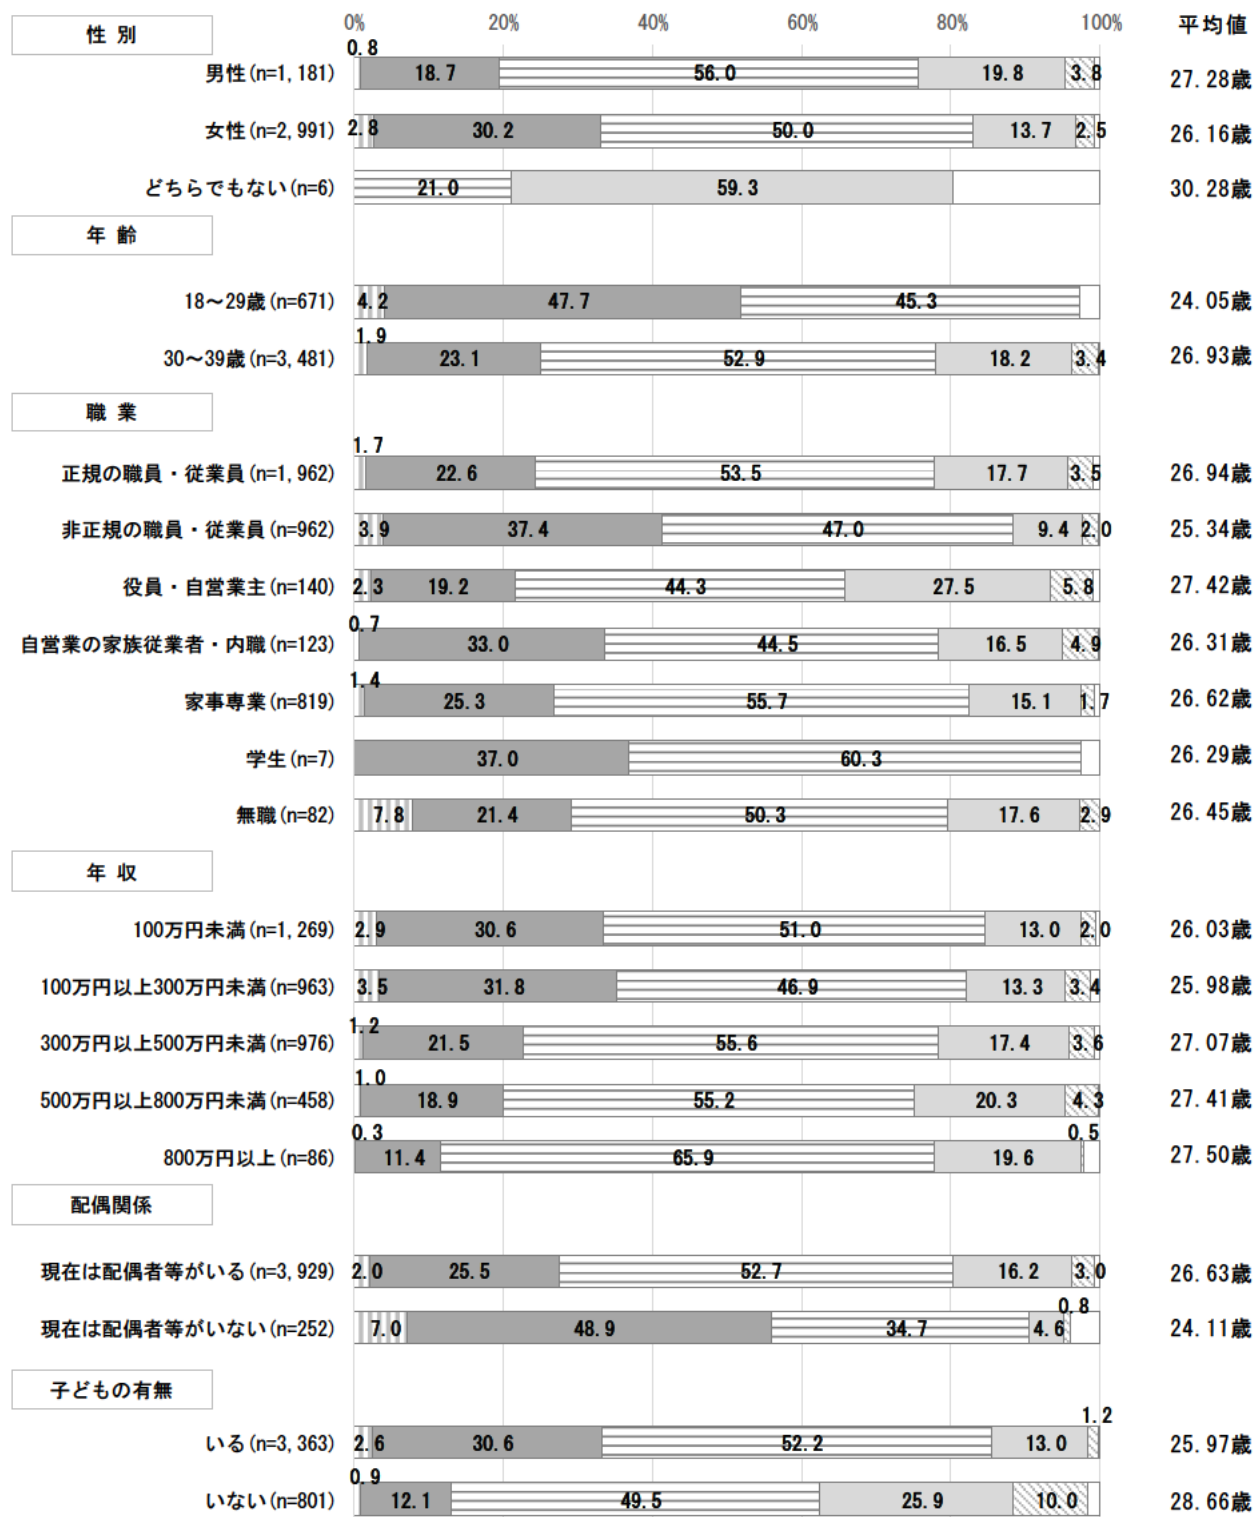 0% 20% 40% 60% 80% 100% 平均値
性 別
0.8
男性(n=1,181) 18.7 56.0 19.8 3.8 27.28歳
女性(n=2,991) 2.8 30.2 50.0 13.7 2.5 26.16歳
どちらでもない(n=6) 21.0 59.3 30.28歳
年 齢
18～29歳(n=671) 4.2 47.7 45.3 24.05歳
1.9
30～39歳(n=3,481) 23.1 52.9 18.2 3.4 26.93歳
職 業
1.7
正規の職員・従業員(n=1,962) 22.6 53.5 17.7 3.5 26.94歳
非正規の職員・従業員(n=962) 3.9 37.4 47.0 9.4 2.0 25.34歳
役員・自営業主(n=140) 2.3 19.2 44.3 27.5 5.8 27.42歳
0.7
自営業の家族従業者・内職(n=123) 33.0 44.5 16.5 4.9 26.31歳
1.4
家事専業(n=819) 25.3 55.7 15.1 1.7 26.62歳
学生(n=7) 37.0 60.3 26.29歳
無職(n=82) 7.8 21.4 50.3 17.6 2.9 26.45歳
年 収
100万円未満(n=1,269) 2.9 30.6 51.0 13.0 2.0 26.03歳
100万円以上300万円未満(n=963) 3.5 31.8 46.9 13.3 3.4 25.98歳
1.2
300万円以上500万円未満(n=976) 21.5 55.6 17.4 3.6 27.07歳
1.0
500万円以上800万円未満(n=458) 18.9 55.2 20.3 4.3 27.41歳
0.3 0.5
800万円以上(n=86) 11.4 65.9 19.6 27.50歳
配偶関係
現在は配偶者等がいる(n=3,929) 2.0 25.5 52.7 16.2 3.0 26.63歳
0.8
現在は配偶者等がいない(n=252) 7.0 48.9 34.7 4.6 24.11歳
子どもの有無
1.2
いる(n=3,363) 2.6 30.6 52.2 13.0 25.97歳
0.9
いない(n=801) 12.1 49.5 25.9 10.0 28.66歳